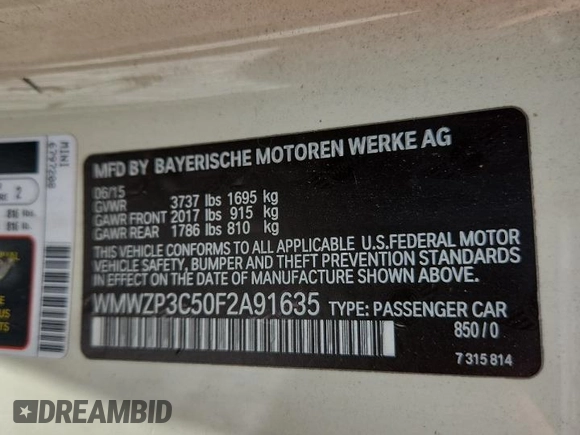 MINI
MFD BY BAYERISCHE MOTOREN WERKE AG
06/15
GVWR 3737 lbs 1695 kg
GAWR FRONT 2017 lbs 915 kg
GAWR REAR 1786 lbs 810 kg
THIS VEHICLE CONFORMS TO ALL APPLICABLE U.S.FEDERAL MOTOR
VEHICLE SAFETY, BUMPER AND THEFT PREVENTION STANDARDS
IN EFFECT ON THE DATE OF MANUFACTURE SHOWN ABOVE.
WMWZP3C50F2A91635 TYPE: PASSENGER CAR
850/0
7 315 814
2
lbs.
DREAMBID